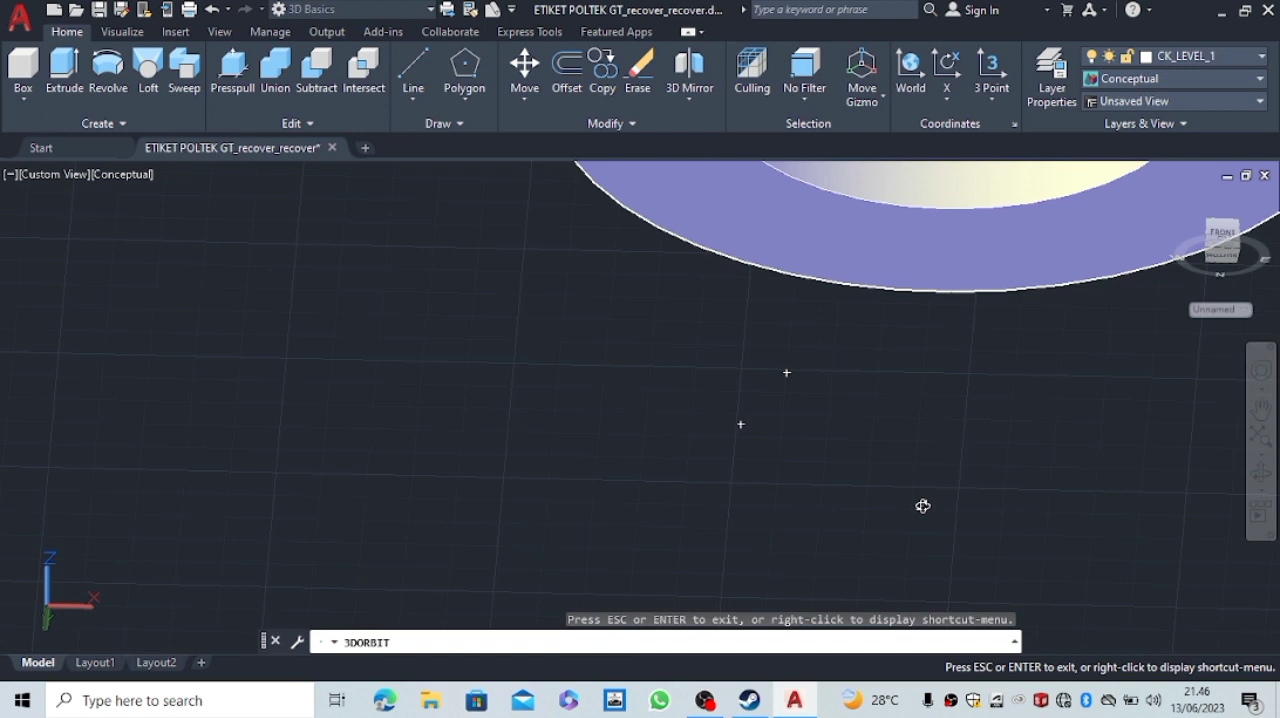 3D Basics
ETIKET POLTEK GT_recover_recover.d...
Type a keyword or phrase
Sign In
Home Visualize Insert View Manage Output Add-ins Collaborate Express Tools Featured Apps
Box Extrude Revolve Loft Sweep Presspull Union Subtract Intersect Line Polygon Move Offset Copy Erase 3D Mirror Culling No Filter Move Gizmo World X 3 Point Layer Properties
CK_LEVEL_1
Conceptual
Unsaved View
Create Edit Draw Modify Selection Coordinates Layers & View
Start ETIKET POLTEK GT_recover_recover*
[−][Custom View][Conceptual]
FRONT
N
Unnamed
Z
X
Y
Press ESC or ENTER to exit, or right-click to display shortcut-menu.
3DORBIT
Model Layout1 Layout2
Press ESC or ENTER to exit, or right-click to display shortcut-menu.
Type here to search
28°C
21.46
13/06/2023
3